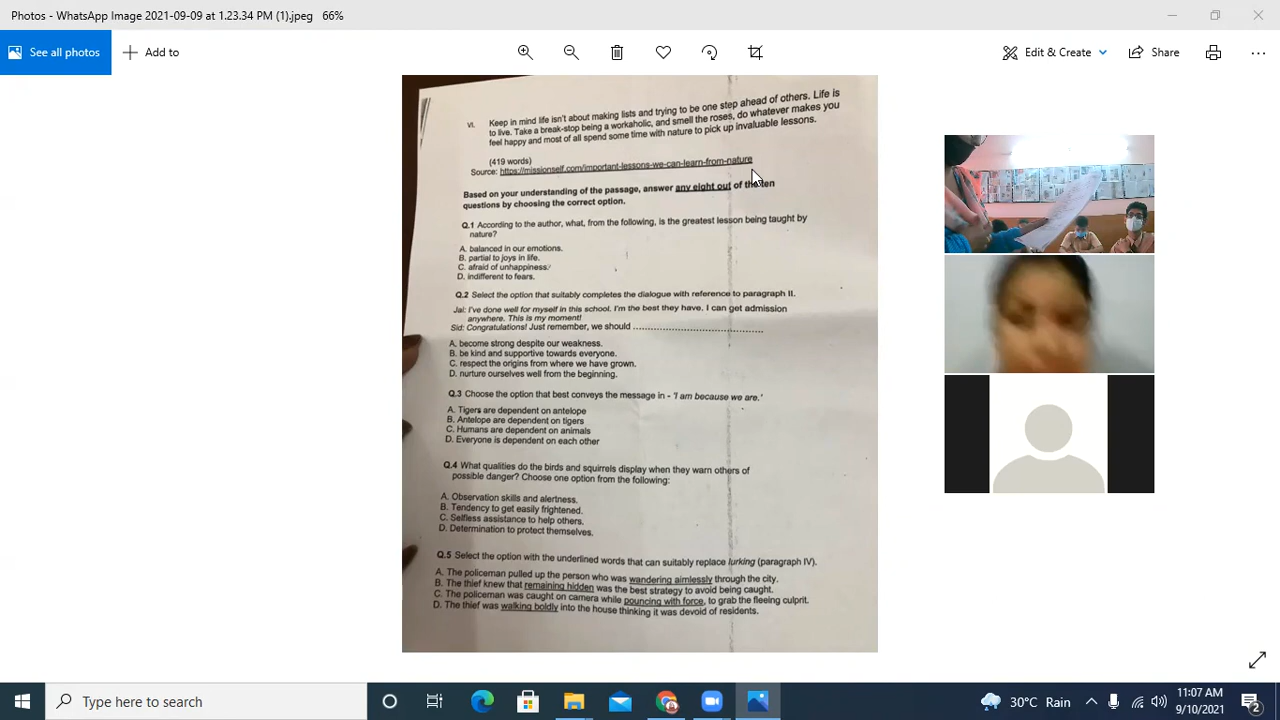 Photos - WhatsApp Image 2021-09-09 at 1.23.34 PM (1).jpeg 66%
See all photos
Add to
Edit & Create
Share
VI. Keep in mind life isn't about making lists and trying to be one step ahead of others. Life is
to live. Take a break-stop being a workaholic, and smell the roses, do whatever makes you
feel happy and most of all spend some time with nature to pick up invaluable lessons.
(419 words)
Source: https://missionself.com/important-lessons-we-can-learn-from-nature
Based on your understanding of the passage, answer any eight out of the ten
questions by choosing the correct option.
Q.1 According to the author, what, from the following, is the greatest lesson being taught by
nature?
A. balanced in our emotions.
B. partial to joys in life.
C. afraid of unhappiness.
D. indifferent to fears.
Q.2 Select the option that suitably completes the dialogue with reference to paragraph II.
Jai: I've done well for myself in this school. I'm the best they have. I can get admission
anywhere. This is my moment!
Sid: Congratulations! Just remember, we should ....................................
A. become strong despite our weakness.
B. be kind and supportive towards everyone.
C. respect the origins from where we have grown.
D. nurture ourselves well from the beginning.
Q.3 Choose the option that best conveys the message in - 'I am because we are.'
A. Tigers are dependent on antelope
B. Antelope are dependent on tigers
C. Humans are dependent on animals
D. Everyone is dependent on each other
Q.4 What qualities do the birds and squirrels display when they warn others of
possible danger? Choose one option from the following:
A. Observation skills and alertness.
B. Tendency to get easily frightened.
C. Selfless assistance to help others.
D. Determination to protect themselves.
Q.5 Select the option with the underlined words that can suitably replace lurking (paragraph IV).
A. The policeman pulled up the person who was wandering aimlessly through the city.
B. The thief knew that remaining hidden was the best strategy to avoid being caught.
C. The policeman was caught on camera while pouncing with force, to grab the fleeing culprit.
D. The thief was walking boldly into the house thinking it was devoid of residents.
Type here to search
30°C Rain
11:07 AM
9/10/2021
2